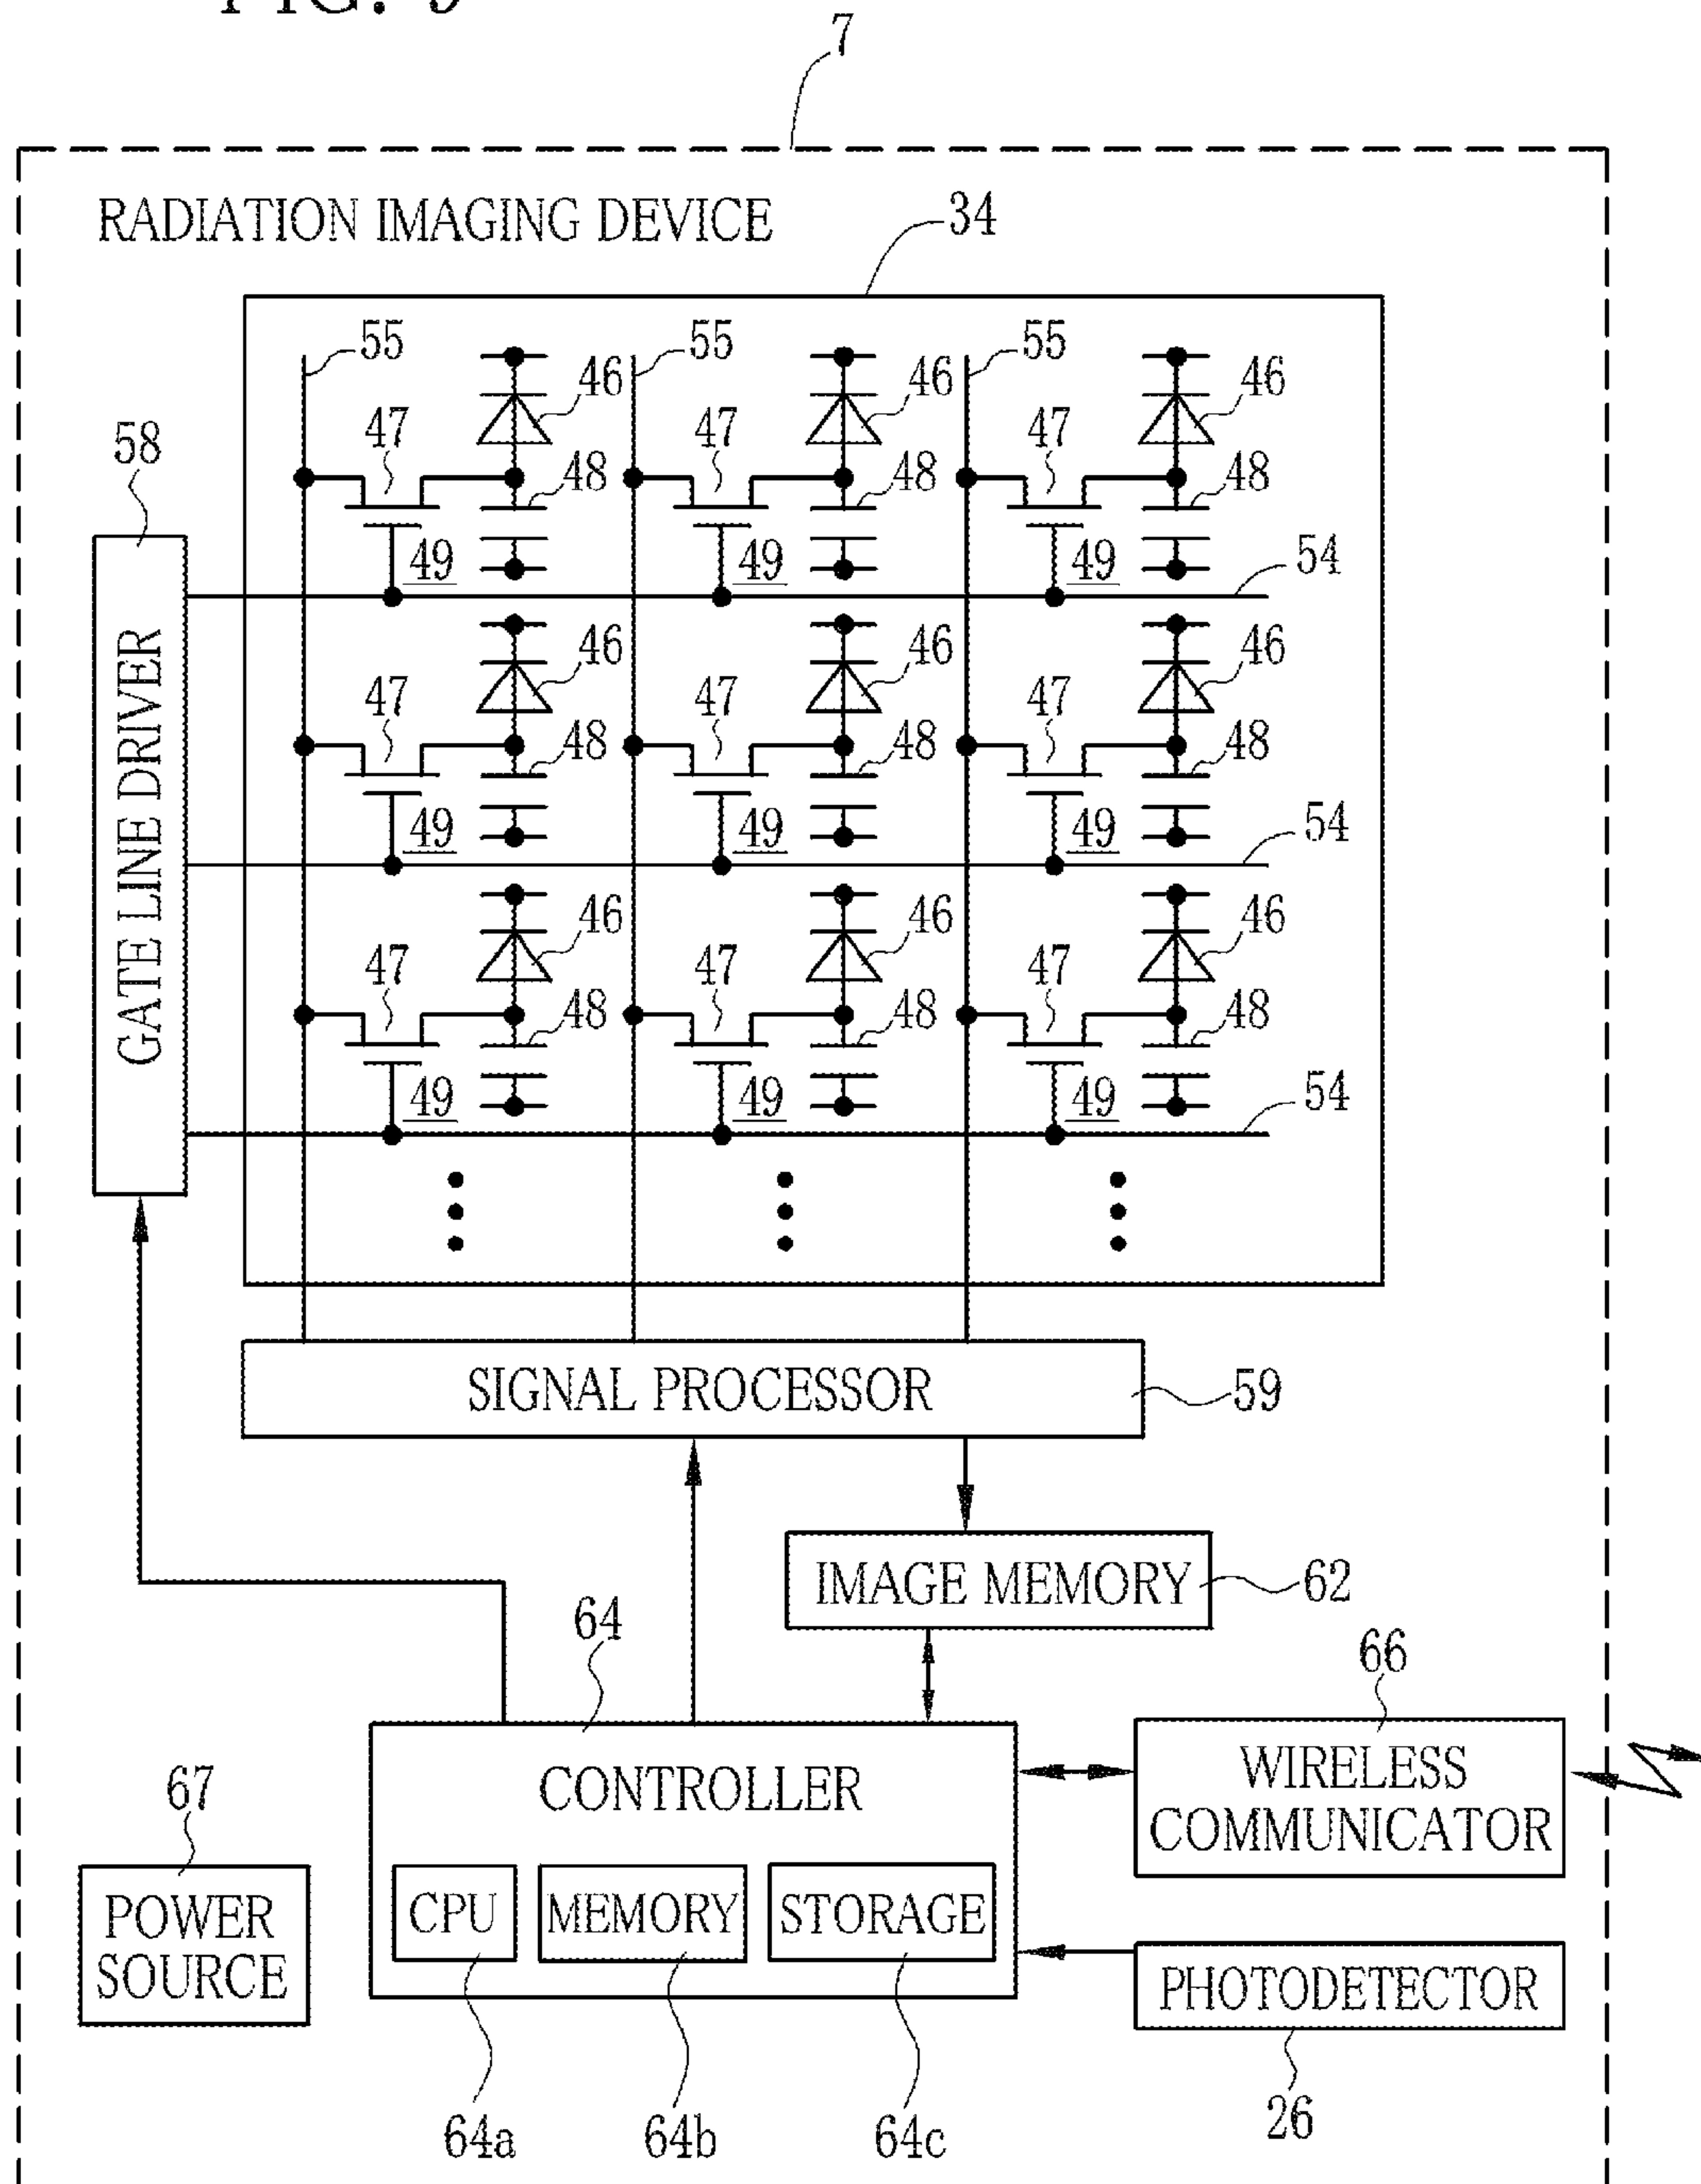 7
RADIATION IMAGING DEVICE
34
55 55 55
46 46 46
47 47 47
58
48 48 48
49 49 49
54
46 46 46
47 47 47
48 48 48
49 49 49
54
46 46 46
47 47 47
48 48 48
49 49 49
54
GATE LINE DRIVER
SIGNAL PROCESSOR
59
IMAGE MEMORY
62
64
66
CONTROLLER
WIRELESS
COMMUNICATOR
67
POWER
SOURCE
CPU MEMORY STORAGE
PHOTODETECTOR
64a 64b 64c
26